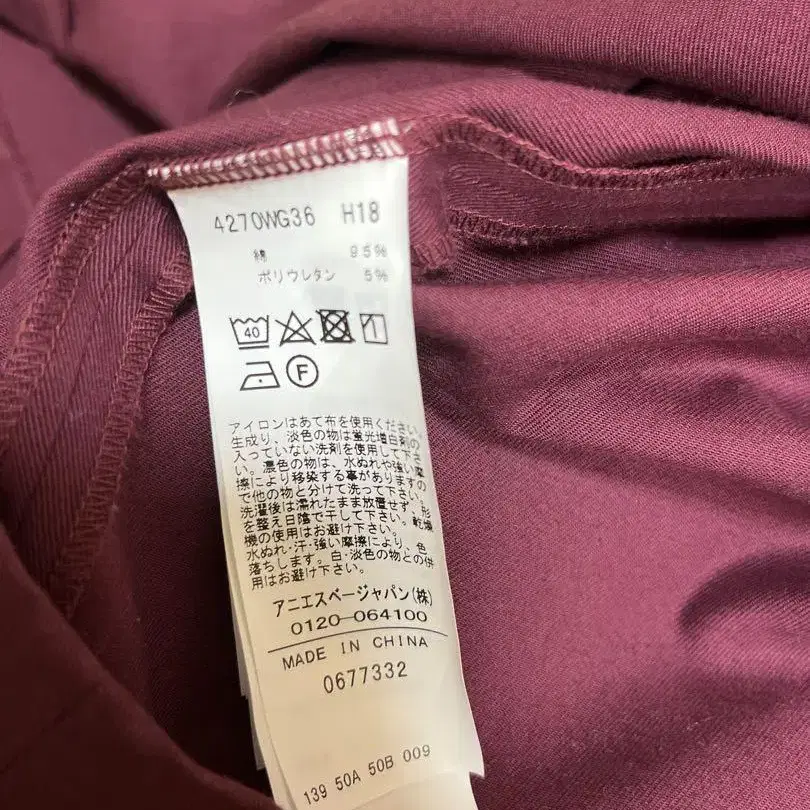 4270WG36 H18
綿 95%
ポリウレタン 5%
40
F
アイロンはあて布を使用ください。
生成り、淡色の物は蛍光増白剤の
入っていない洗剤を使用して下さ
い。濃色の物は、水ぬれや強い摩
擦により移染する事がありますの
で他の物と分けて洗って下さい。
洗濯後は濡れたまま放置せず、形
を整え日陰で干して下さい。乾燥
機の使用はお避け下さい。
水ぬれ・汗・強い摩擦により、色
落ちします。白・淡色の物との併
用はお避け下さい。
アニエスベージャパン(株)
0120-064100
MADE IN CHINA
0677332
139 50A 50B 009